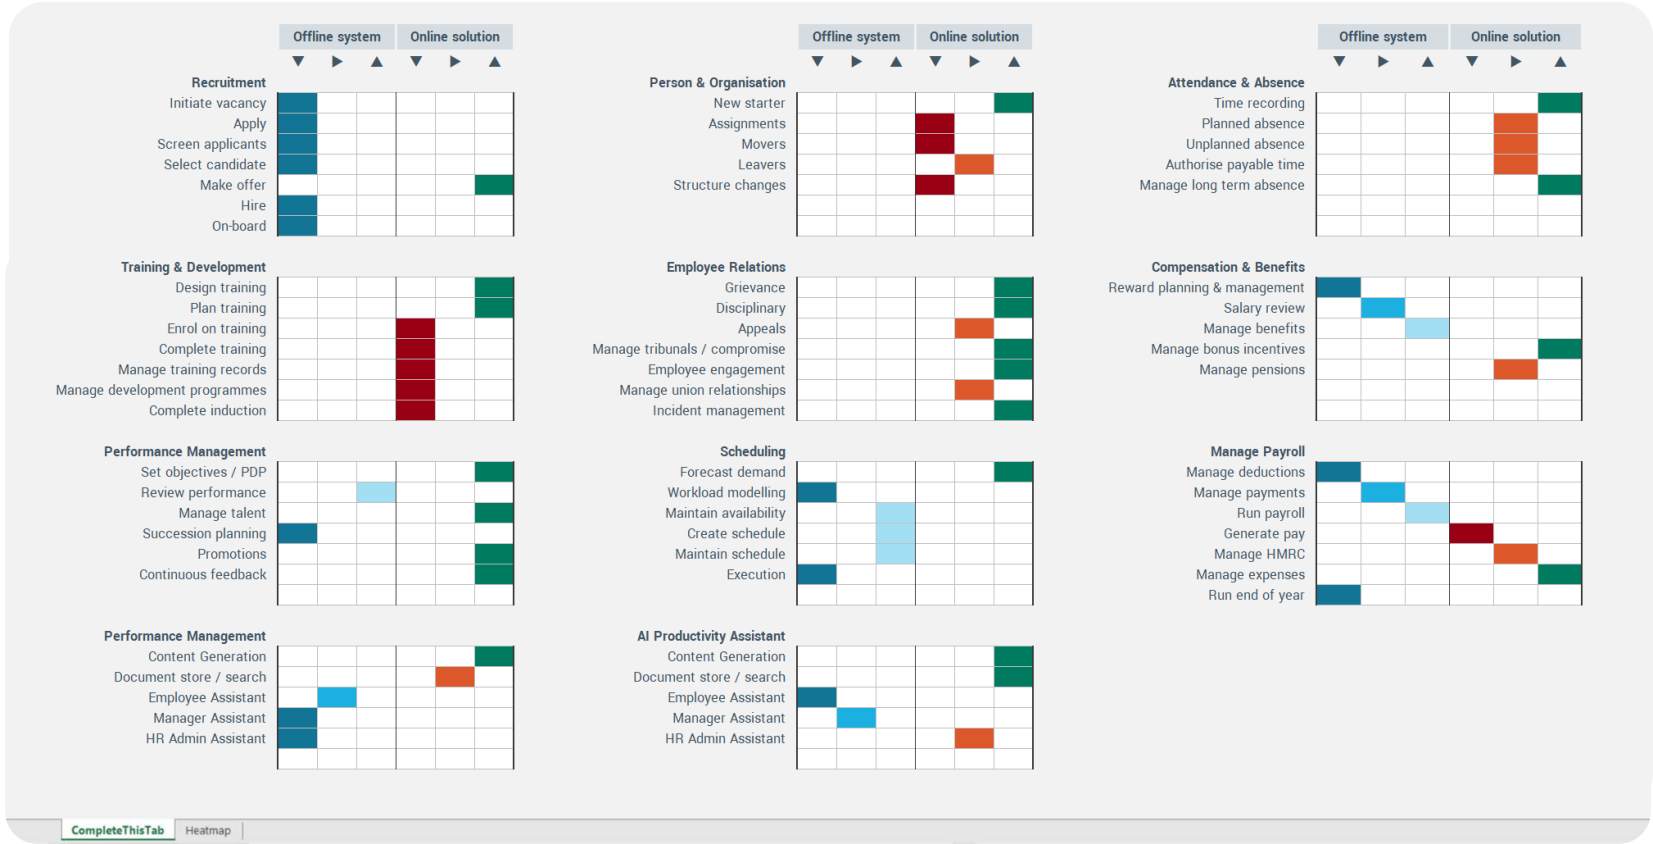 Offline system Online solution
▼ ▶ ▲ ▼ ▶ ▲
Recruitment
Initiate vacancy
Apply
Screen applicants
Select candidate
Make offer
Hire
On-board
Training & Development
Design training
Plan training
Enrol on training
Complete training
Manage training records
Manage development programmes
Complete induction
Performance Management
Set objectives / PDP
Review performance
Manage talent
Succession planning
Promotions
Continuous feedback
Performance Management
Content Generation
Document store / search
Employee Assistant
Manager Assistant
HR Admin Assistant
Offline system Online solution
▼ ▶ ▲ ▼ ▶ ▲
Person & Organisation
New starter
Assignments
Movers
Leavers
Structure changes
Employee Relations
Grievance
Disciplinary
Appeals
Manage tribunals / compromise
Employee engagement
Manage union relationships
Incident management
Scheduling
Forecast demand
Workload modelling
Maintain availability
Create schedule
Maintain schedule
Execution
AI Productivity Assistant
Content Generation
Document store / search
Employee Assistant
Manager Assistant
HR Admin Assistant
Offline system Online solution
▼ ▶ ▲ ▼ ▶ ▲
Attendance & Absence
Time recording
Planned absence
Unplanned absence
Authorise payable time
Manage long term absence
Compensation & Benefits
Reward planning & management
Salary review
Manage benefits
Manage bonus incentives
Manage pensions
Manage Payroll
Manage deductions
Manage payments
Run payroll
Generate pay
Manage HMRC
Manage expenses
Run end of year
CompleteThisTab Heatmap